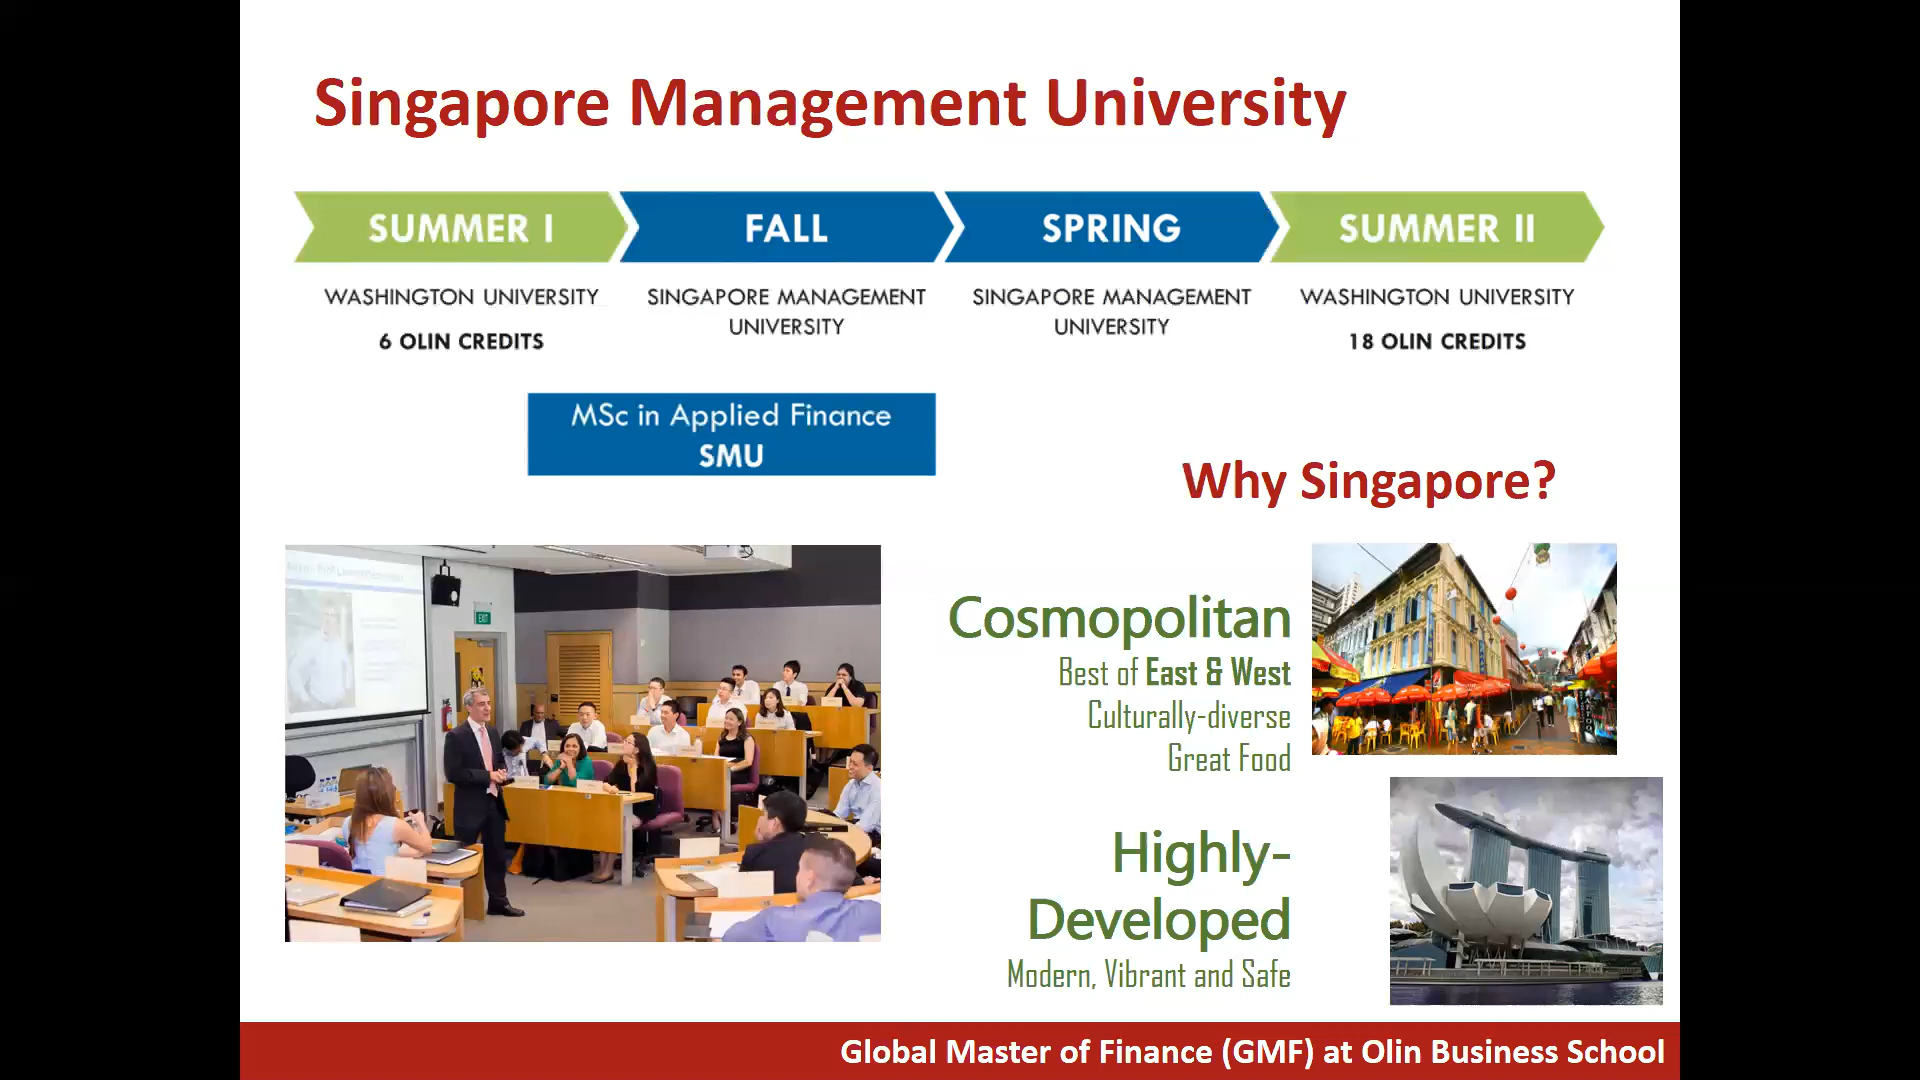 Singapore Management University
SUMMER I
FALL
SPRING
SUMMER II
WASHINGTON UNIVERSITY
6 OLIN CREDITS
SINGAPORE MANAGEMENT
UNIVERSITY
SINGAPORE MANAGEMENT
UNIVERSITY
WASHINGTON UNIVERSITY
18 OLIN CREDITS
MSc in Applied Finance
SMU
Why Singapore?
EXIT
Cosmopolitan
Best of East & West
Culturally-diverse
Great Food
Highly-
Developed
Modern, Vibrant and Safe
Global Master of Finance (GMF) at Olin Business School